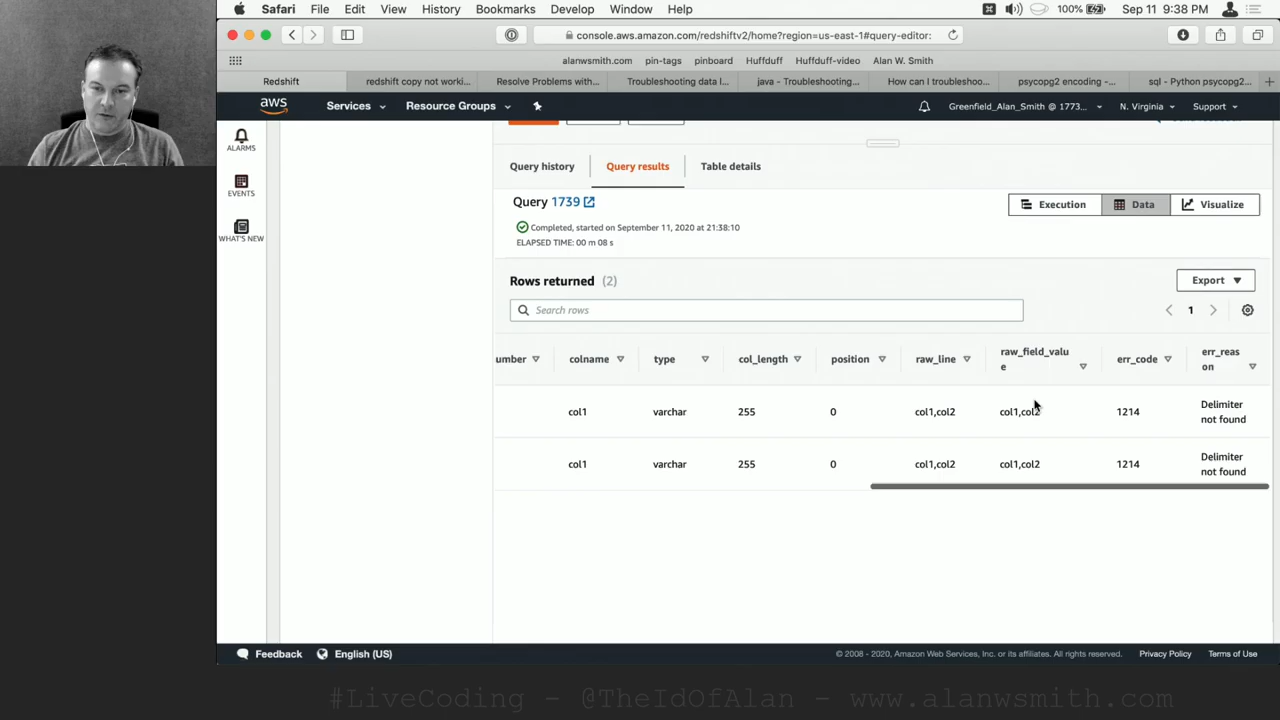 Safari File Edit View History Bookmarks Develop Window Help 100% Sep 11 9:38 PM
console.aws.amazon.com/redshiftv2/home?region=us-east-1#query-editor:
alanwsmith.com pin-tags pinboard Huffduff Huffduff-video Alan W. Smith
Redshift redshift copy not worki... Resolve Problems with... Troubleshooting data l... java - Troubleshooting... How can I troubleshoo... psycopg2 encoding -... sql - Python psycopg2...
aws Services Resource Groups Greenfield_Alan_Smith @ 1773... N. Virginia Support
ALARMS
EVENTS
WHAT'S NEW
Query history Query results Table details
Query 1739 Execution Data Visualize
Completed, started on September 11, 2020 at 21:38:10
ELAPSED TIME: 00 m 08 s
Rows returned (2) Export
Search rows 1
umber colname type col_length position raw_line raw_field_valu err_code err_reas
e on
col1 varchar 255 0 col1,col2 col1,col2 1214 Delimiter
not found
col1 varchar 255 0 col1,col2 col1,col2 1214 Delimiter
not found
Feedback English (US) © 2008 - 2020, Amazon Web Services, Inc. or its affiliates. All rights reserved. Privacy Policy Terms of Use
#LiveCoding - @TheIdOfAlan - www.alanwsmith.com